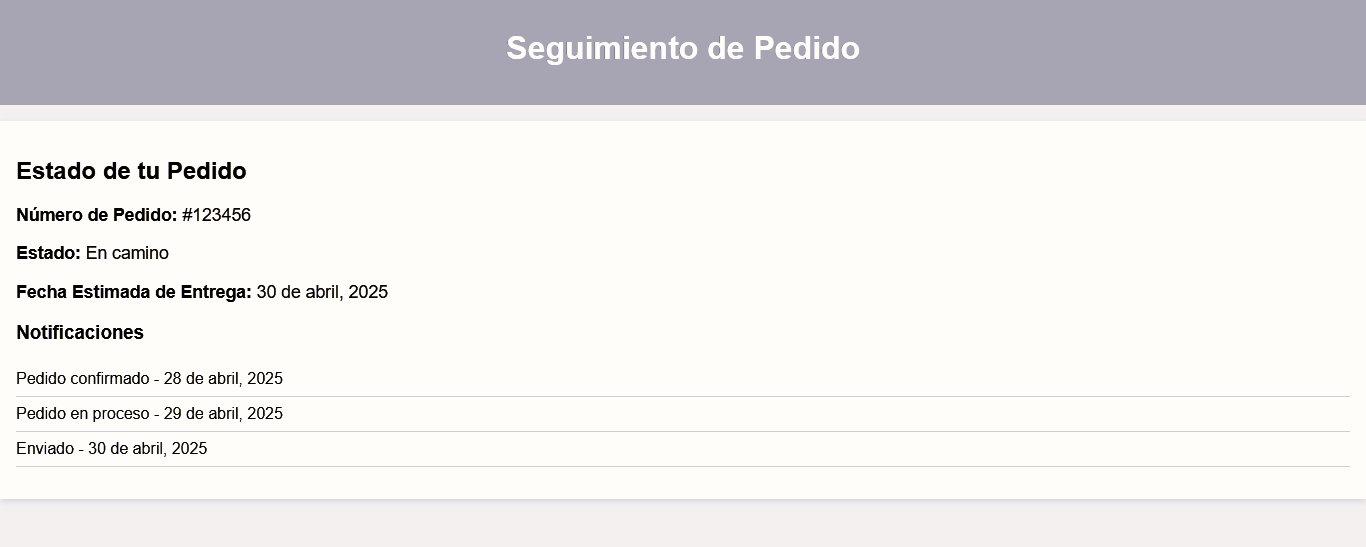 Seguimiento de Pedido
Estado de tu Pedido
Número de Pedido: #123456
Estado: En camino
Fecha Estimada de Entrega: 30 de abril, 2025
Notificaciones
Pedido confirmado - 28 de abril, 2025
Pedido en proceso - 29 de abril, 2025
Enviado - 30 de abril, 2025